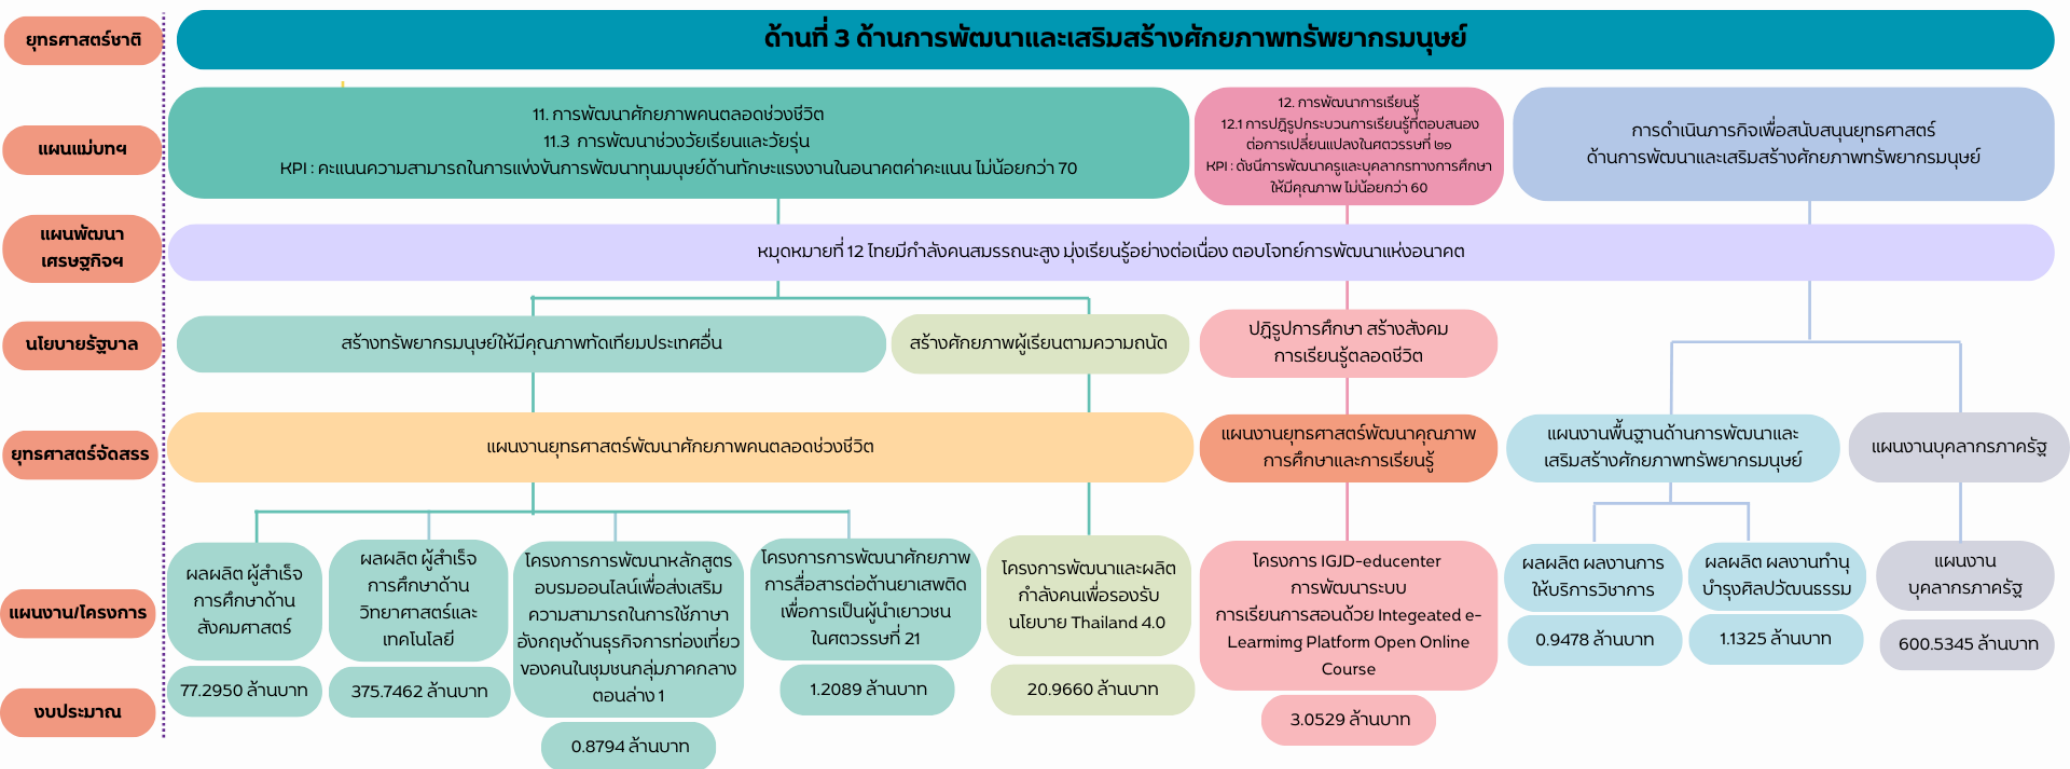 ยุทธศาสตร์ชาติ
ด้านที่ 3 ด้านการพัฒนาและเสริมสร้างศักยภาพทรัพยากรมนุษย์
แผนแม่บทฯ
11. การพัฒนาศักยภาพคนตลอดช่วงชีวิต
11.3 การพัฒนาช่วงวัยเรียนและวัยรุ่น
KPI : คะแนนความสามารถในการแข่งขันการพัฒนาทุนมนุษย์ด้านทักษะแรงงานในอนาคตค่าคะแนน ไม่น้อยกว่า 70
12. การพัฒนาการเรียนรู้
12.1 การปฏิรูปกระบวนการเรียนรู้ที่ตอบสนอง
ต่อการเปลี่ยนแปลงในศตวรรษที่ ๒๑
KPI : ดัชนีการพัฒนาครูและบุคลากรทางการศึกษา
ให้มีคุณภาพ ไม่น้อยกว่า 60
การดำเนินภารกิจเพื่อสนับสนุนยุทธศาสตร์
ด้านการพัฒนาและเสริมสร้างศักยภาพทรัพยากรมนุษย์
แผนพัฒนา
เศรษฐกิจฯ
หมุดหมายที่ 12 ไทยมีกำลังคนสมรรถนะสูง มุ่งเรียนรู้อย่างต่อเนื่อง ตอบโจทย์การพัฒนาแห่งอนาคต
นโยบายรัฐบาล
สร้างทรัพยากรมนุษย์ให้มีคุณภาพทัดเทียมประเทศอื่น
สร้างศักยภาพผู้เรียนตามความถนัด
ปฏิรูปการศึกษา สร้างสังคม
การเรียนรู้ตลอดชีวิต
ยุทธศาสตร์จัดสรร
แผนงานยุทธศาสตร์พัฒนาศักยภาพคนตลอดช่วงชีวิต
แผนงานยุทธศาสตร์พัฒนาคุณภาพ
การศึกษาและการเรียนรู้
แผนงานพื้นฐานด้านการพัฒนาและ
เสริมสร้างศักยภาพทรัพยากรมนุษย์
แผนงานบุคลากรภาครัฐ
แผนงาน/โครงการ
ผลผลิต ผู้สำเร็จ
การศึกษาด้าน
สังคมศาสตร์
ผลผลิต ผู้สำเร็จ
การศึกษาด้าน
วิทยาศาสตร์และ
เทคโนโลยี
โครงการการพัฒนาหลักสูตร
อบรมออนไลน์เพื่อส่งเสริม
ความสามารถในการใช้ภาษา
อังกฤษด้านธุรกิจการท่องเที่ยว
ของคนในชุมชนกลุ่มภาคกลาง
ตอนล่าง 1
โครงการการพัฒนาศักยภาพ
การสื่อสารต่อต้านยาเสพติด
เพื่อการเป็นผู้นำเยาวชน
ในศตวรรษที่ 21
โครงการพัฒนาและผลิต
กำลังคนเพื่อรองรับ
นโยบาย Thailand 4.0
โครงการ IGJD-educenter
การพัฒนาระบบ
การเรียนการสอนด้วย Integeated e-
Learmimg Platform Open Online
Course
ผลผลิต ผลงานการ
ให้บริการวิชาการ
ผลผลิต ผลงานทำนุ
บำรุงศิลปวัฒนธรรม
แผนงาน
บุคลากรภาครัฐ
งบประมาณ
77.2950 ล้านบาท
375.7462 ล้านบาท
0.8794 ล้านบาท
1.2089 ล้านบาท
20.9660 ล้านบาท
3.0529 ล้านบาท
0.9478 ล้านบาท
1.1325 ล้านบาท
600.5345 ล้านบาท